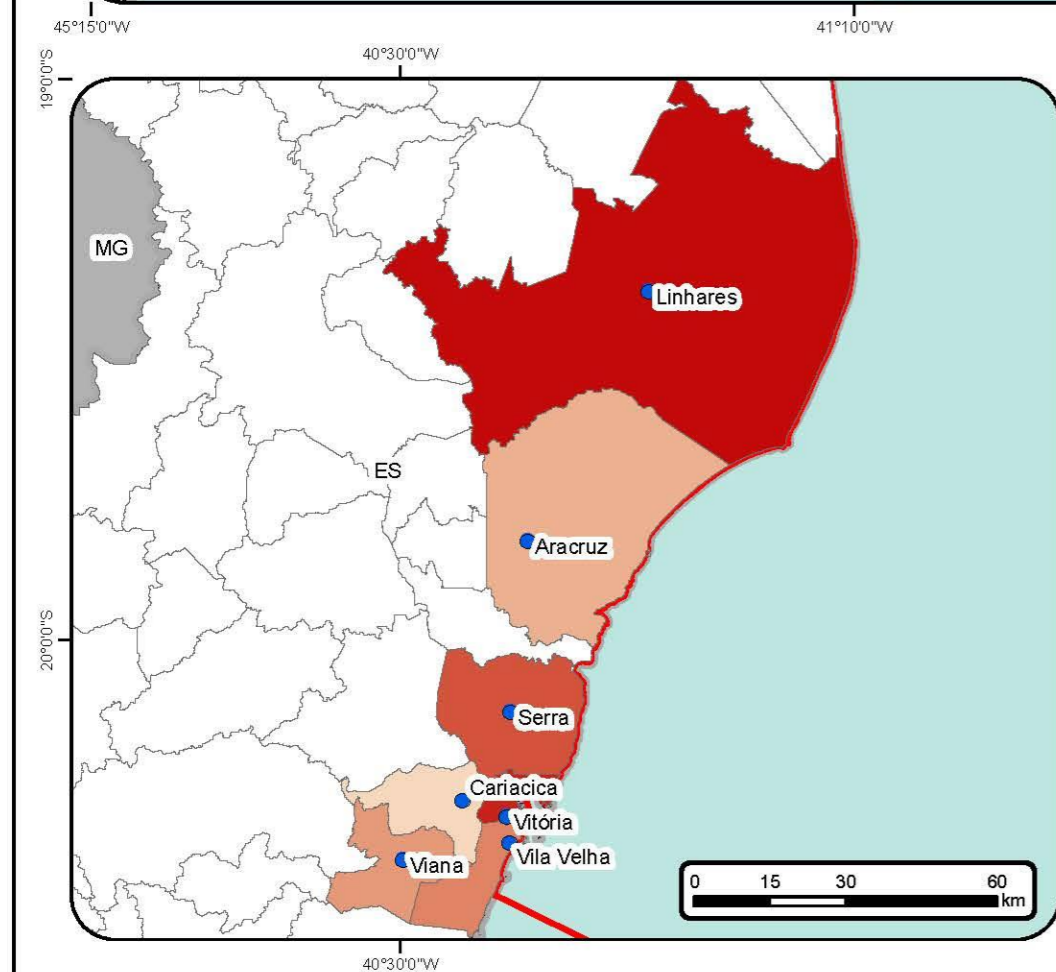 45°15'0"W
41°10'0"W
40°30'0"W
19°0'0"S
MG
Linhares
ES
Aracruz
20°0'0"S
Serra
Cariacica
Vitória
Vila Velha
Viana
0 15 30 60
km
40°30'0"W